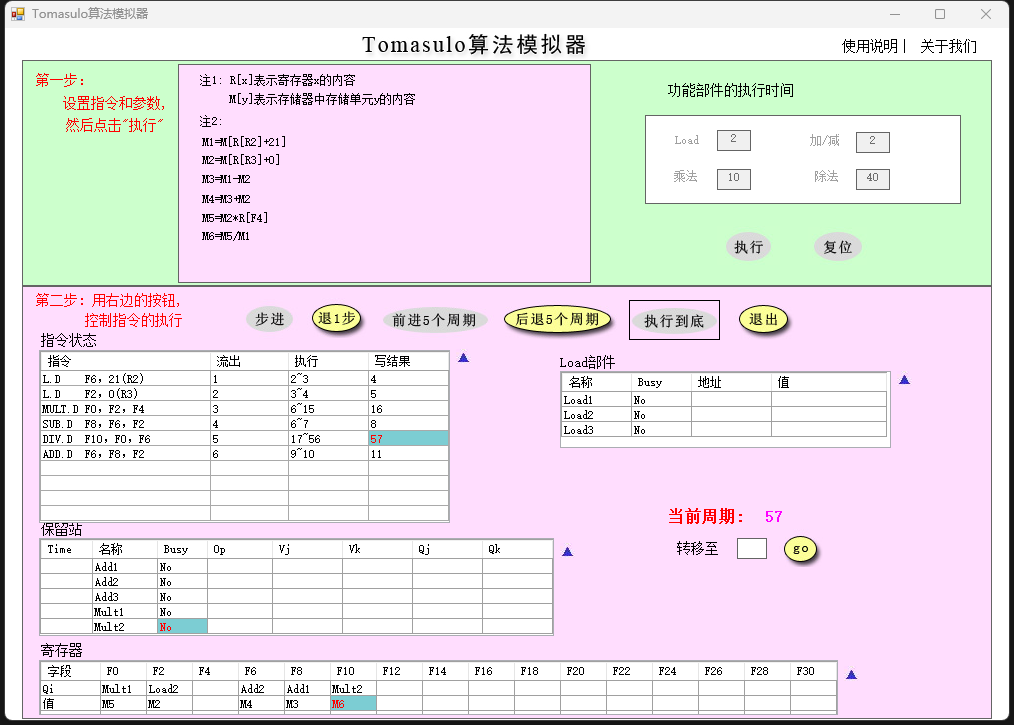 Tomasulo算法模拟器
Tomasulo算法模拟器
使用说明| 关于我们
第一步:
设置指令和参数,
然后点击"执行"
注1: R[x]表示寄存器x的内容
M[y]表示存储器中存储单元y的内容
注2:
M1=M[R[R2]+21]
M2=M[R[R3]+0]
M3=M1-M2
M4=M3+M2
M5=M2*R[F4]
M6=M5/M1
功能部件的执行时间
Load 2 加/减 2
乘法 10 除法 40
执行 复位
第二步: 用右边的按钮,
控制指令的执行
步进 退1步 前进5个周期 后退5个周期 执行到底 退出
指令状态
指令 流出 执行 写结果
L.D F6, 21(R2) 1 2~3 4
L.D F2, 0(R3) 2 3~4 5
MULT.D F0, F2, F4 3 6~15 16
SUB.D F8, F6, F2 4 6~7 8
DIV.D F10, F0, F6 5 17~56 57
ADD.D F6, F8, F2 6 9~10 11
Load部件
名称 Busy 地址 值
Load1 No
Load2 No
Load3 No
当前周期: 57
转移至 go
保留站
Time 名称 Busy Op Vj Vk Qj Qk
Add1 No
Add2 No
Add3 No
Mult1 No
Mult2 No
寄存器
字段 F0 F2 F4 F6 F8 F10 F12 F14 F16 F18 F20 F22 F24 F26 F28 F30
Qi Mult1 Load2 Add2 Add1 Mult2
值 M5 M2 M4 M3 M6